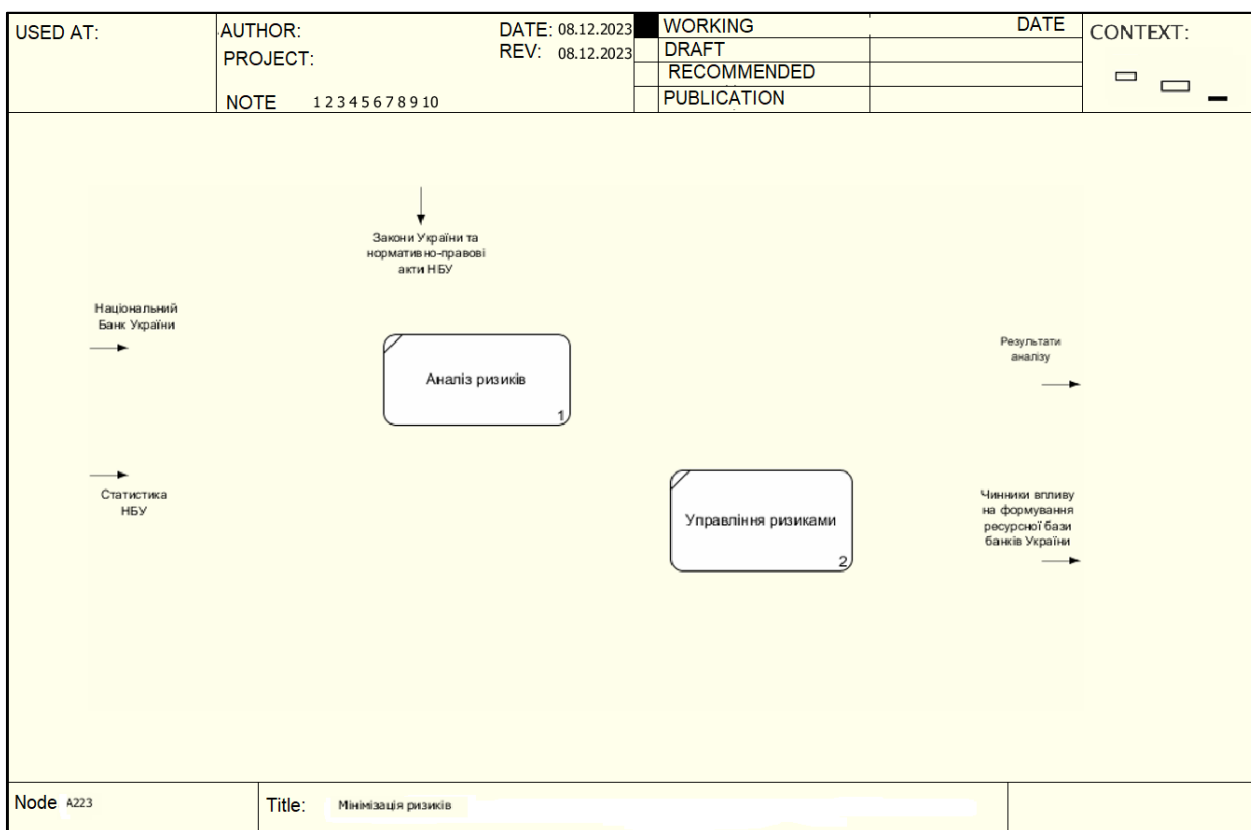 USED AT:
AUTHOR:
DATE: 08.12.2023
WORKING
DATE
CONTEXT:
PROJECT:
REV: 08.12.2023
DRAFT
RECOMMENDED
NOTE 1 2 3 4 5 6 7 8 9 10
PUBLICATION
Закони України та
нормативно-правові
акти НБУ
Національний
Банк України
Аналіз ризиків
1
Результати
аналізу
Статистика
НБУ
Управління ризиками
2
Чинники впливу
на формування
ресурсної бази
банків України
Node A223
Title: Мінімізація ризиків